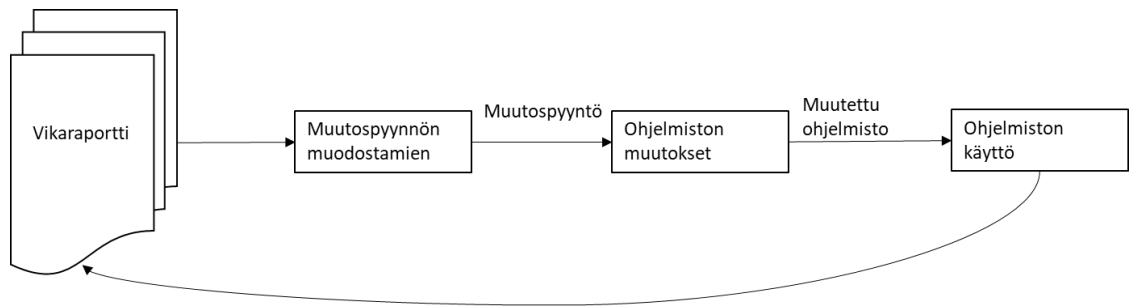 Vikaraportti
Muutospyynnön
muodostamien
Muutospyyntö
Ohjelmiston
muutokset
Muutettu
ohjelmisto
Ohjelmiston
käyttö